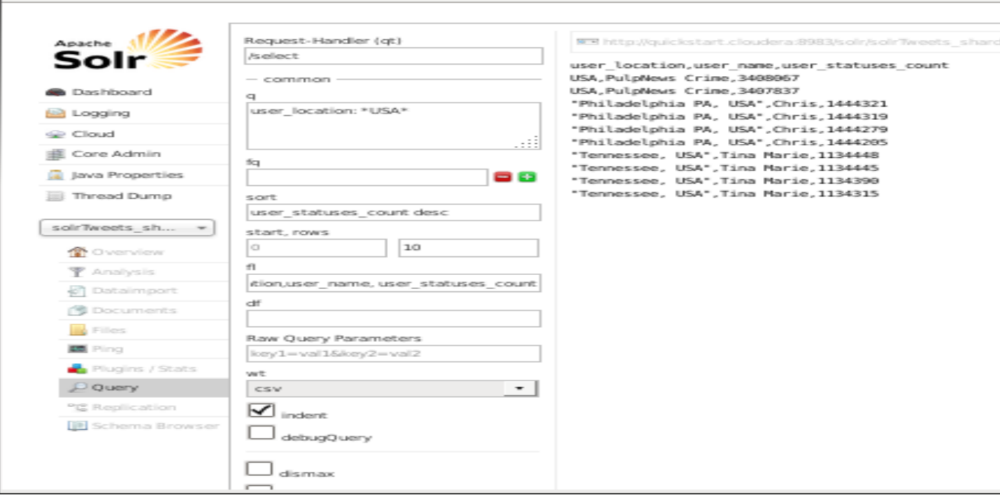 Apache
Solr
Dashboard
Logging
Cloud
Core Admin
Java Properties
Thread Dump
solrTweets_sh...
Overview
Analysis
Dataimport
Documents
Files
Ping
Plugins / Stats
Query
Replication
Schema Browser
Request-Handler (qt)
/select
common
q
user_location: *USA*
fq
sort
user_statuses_count desc
start, rows
0 10
fl
ition,user_name, user_statuses_count
df
Raw Query Parameters
key1=val1&key2=val2
wt
csv
indent
debugQuery
dismax
http://quickstart.cloudera:8983/solr/solrTweets_shard
user_location,user_name,user_statuses_count
USA,PulpNews Crime,3408067
USA,PulpNews Crime,3407837
"Philadelphia PA, USA",Chris,1444321
"Philadelphia PA, USA",Chris,1444319
"Philadelphia PA, USA",Chris,1444279
"Philadelphia PA, USA",Chris,1444205
"Tennessee, USA",Tina Marie,1134448
"Tennessee, USA",Tina Marie,1134445
"Tennessee, USA",Tina Marie,1134390
"Tennessee, USA",Tina Marie,1134315